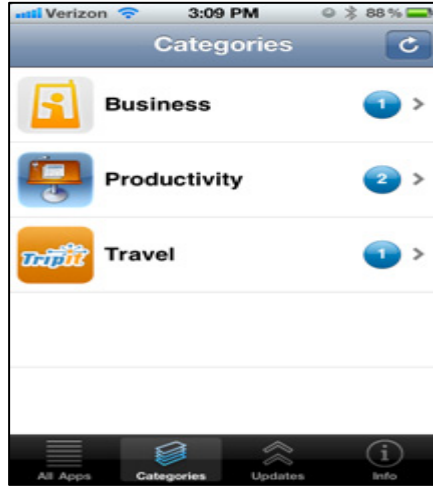 Verizon 3:09 PM 88%
Categories
Business 1
Productivity 2
TripIt Travel 1
All Apps Categories Updates Info